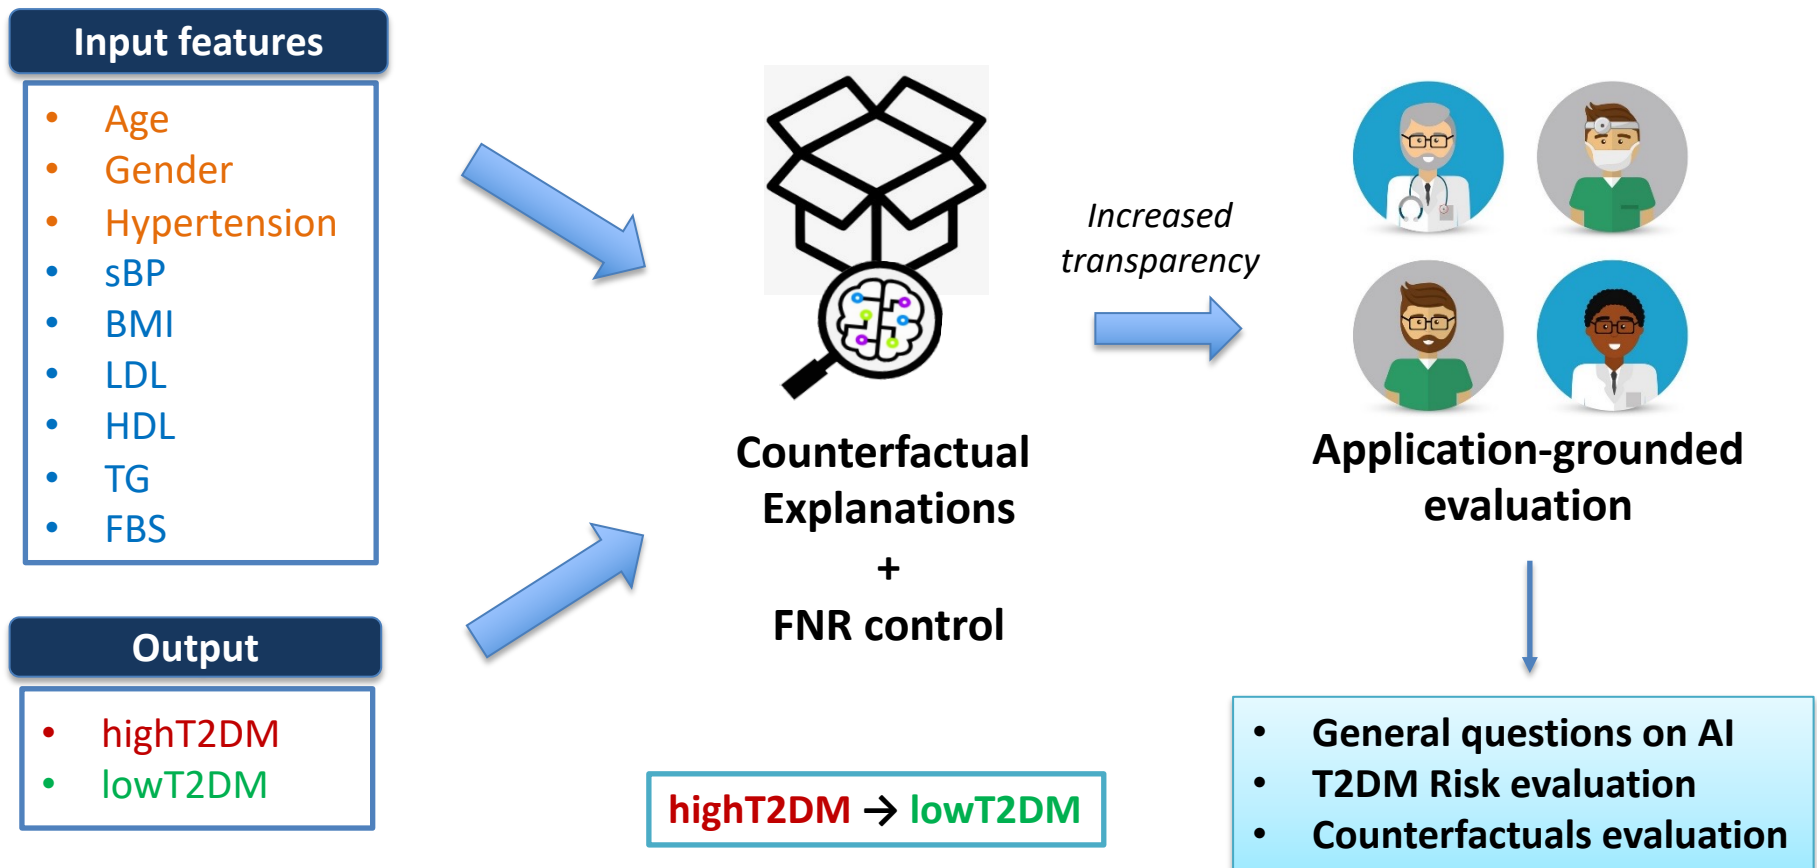 Input features
• Age
• Gender
• Hypertension
• sBP
• BMI
• LDL
• HDL
• TG
• FBS
Output
• highT2DM
• lowT2DM
Counterfactual
Explanations
+
FNR control
highT2DM → lowT2DM
Increased
transparency
Application-grounded
evaluation
• General questions on AI
• T2DM Risk evaluation
• Counterfactuals evaluation